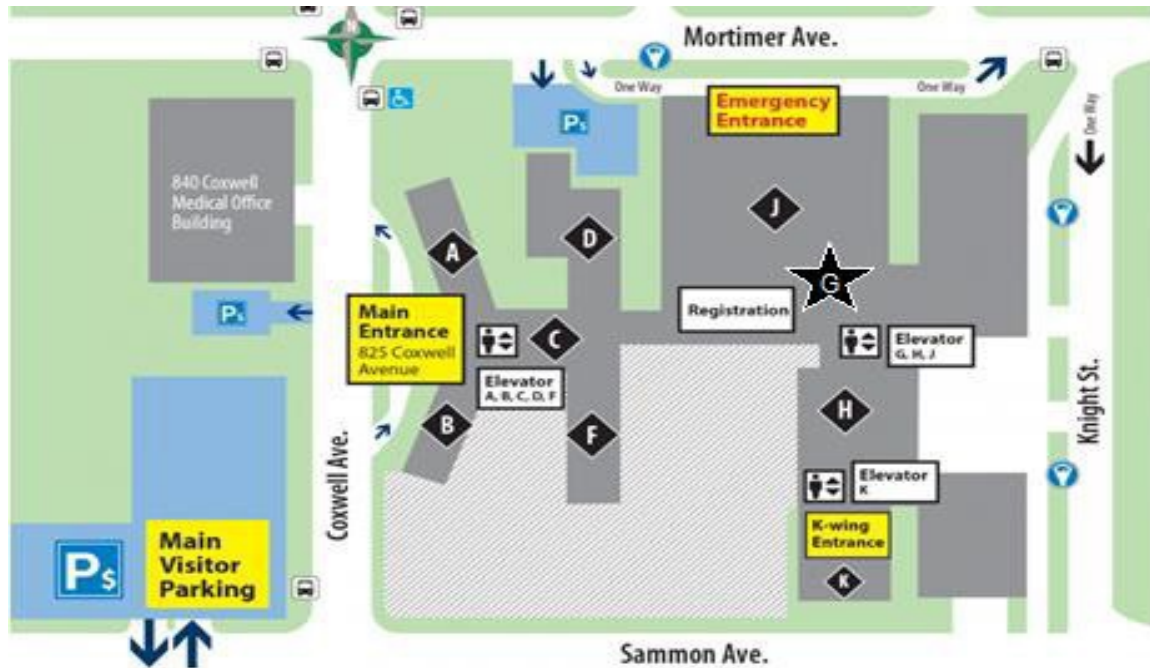 N
Mortimer Ave.
One Way
One Way
One Way
Emergency
Entrance
P$
840 Coxwell
Medical Office
Building
J
A
D
G
P$
Main
Entrance
825 Coxwell
Avenue
Registration
C
Elevator
G, H, J
Elevator
A, B, C, D, F
H
B
F
Knight St.
Coxwell Ave.
Elevator
K
K-wing
Entrance
P$
Main
Visitor
Parking
K
Sammon Ave.